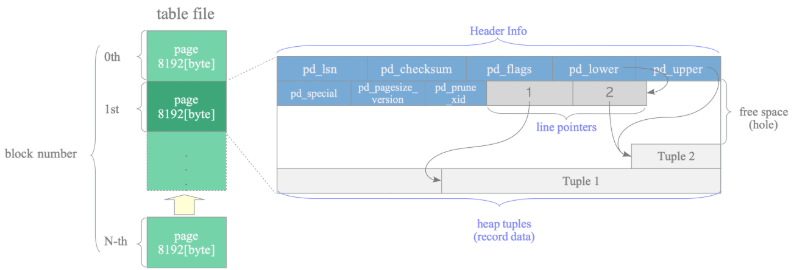 table file
0th
page
8192[byte]
1st
page
8192[byte]
.
.
.
block number
N-th
page
8192[byte]
Header Info
pd_lsn pd_checksum pd_flags pd_lower pd_upper
pd_special pd_pagesize_
version pd_prune
_xid 1 2
line pointers
free space
(hole)
Tuple 2
Tuple 1
heap tuples
(record data)